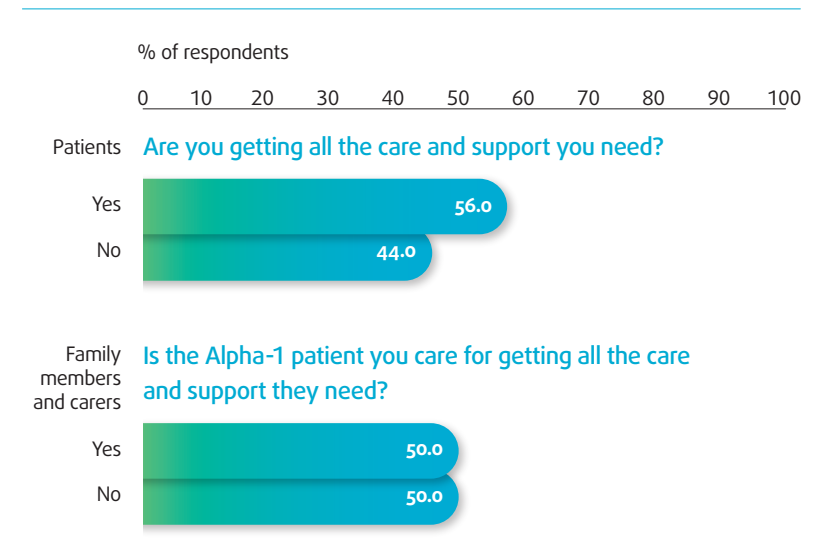 % of respondents
0 10 20 30 40 50 60 70 80 90 100
Patients Are you getting all the care and support you need?
Yes 56.0
No 44.0
Family Is the Alpha-1 patient you care for getting all the care
members and support they need?
and carers
Yes 50.0
No 50.0